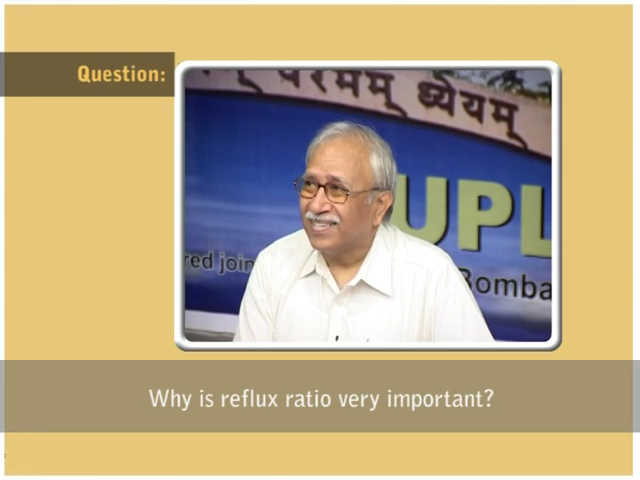 Question:
परमम् ध्येयम्
UPL
red join
Bomba
Why is reflux ratio very important?